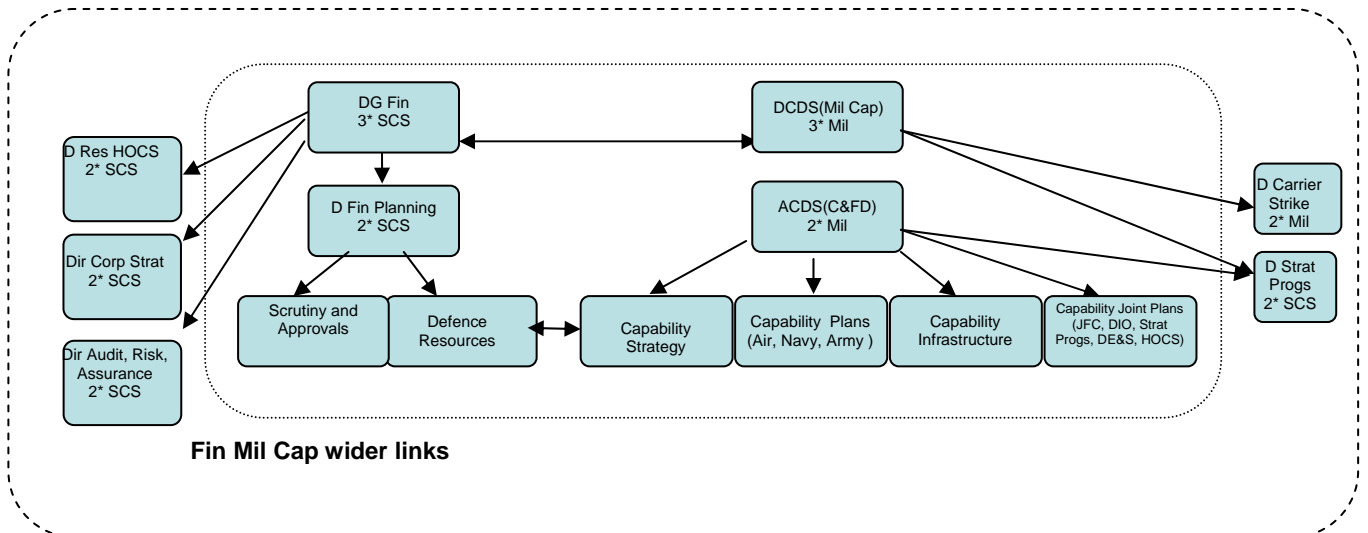 DG Fin
3* SCS
DCDS(Mil Cap)
3* Mil
D Res HOCS
2* SCS
D Fin Planning
2* SCS
ACDS(C&FD)
2* Mil
D Carrier
Strike
2* Mil
Dir Corp Strat
2* SCS
D Strat
Progs
2* SCS
Scrutiny and
Approvals
Defence
Resources
Capability
Strategy
Capability Plans
(Air, Navy, Army )
Capability
Infrastructure
Capability Joint Plans
(JFC, DIO, Strat
Progs, DE&S, HOCS)
Dir Audit, Risk,
Assurance
2* SCS
Fin Mil Cap wider links